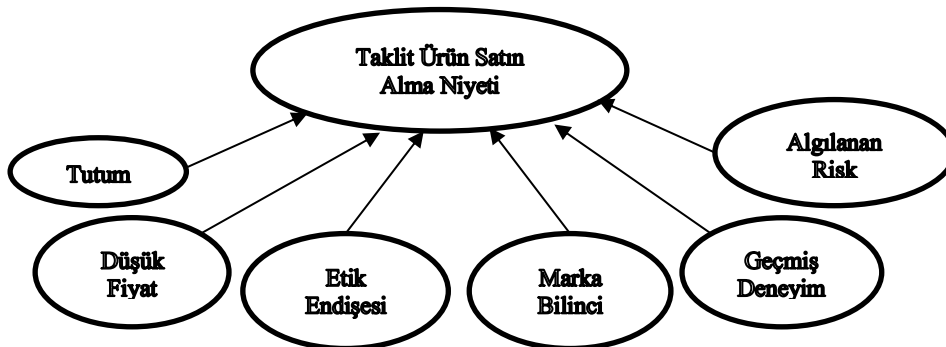 Taklit Ürün Satın
Alma Niyeti
Tutum
Algılanan
Risk
Düşük
Fiyat
Etik
Endişesi
Marka
Bilinci
Geçmiş
Deneyim